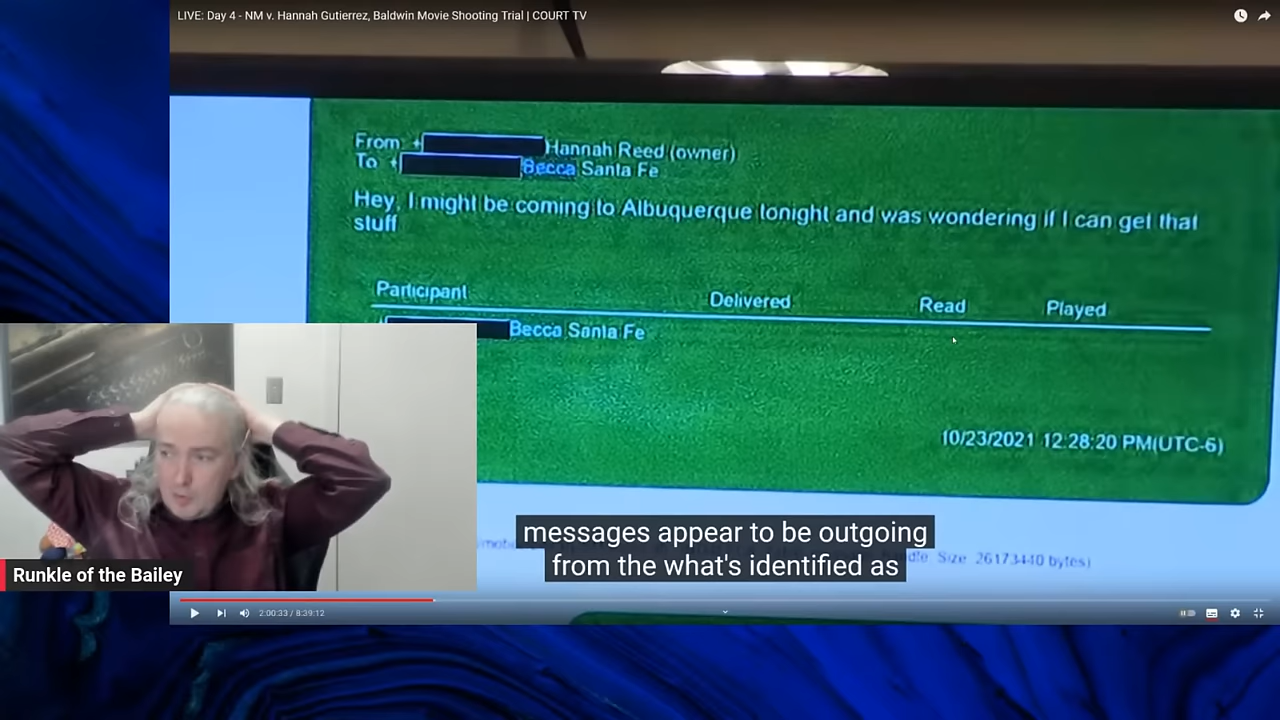 LIVE: Day 4 - NM v. Hannah Gutierrez, Baldwin Movie Shooting Trial | COURT TV
From: + Hannah Reed (owner)
To + Becca Santa Fe
Hey, I might be coming to Albuquerque tonight and was wondering if I can get that
stuff
Participant Delivered Read Played
Becca Santa Fe
10/23/2021 12:28:20 PM(UTC-6)
messages appear to be outgoing
from the what's identified as
Size 26173440 bytes)
Runkle of the Bailey
2:00:33 / 8:39:12